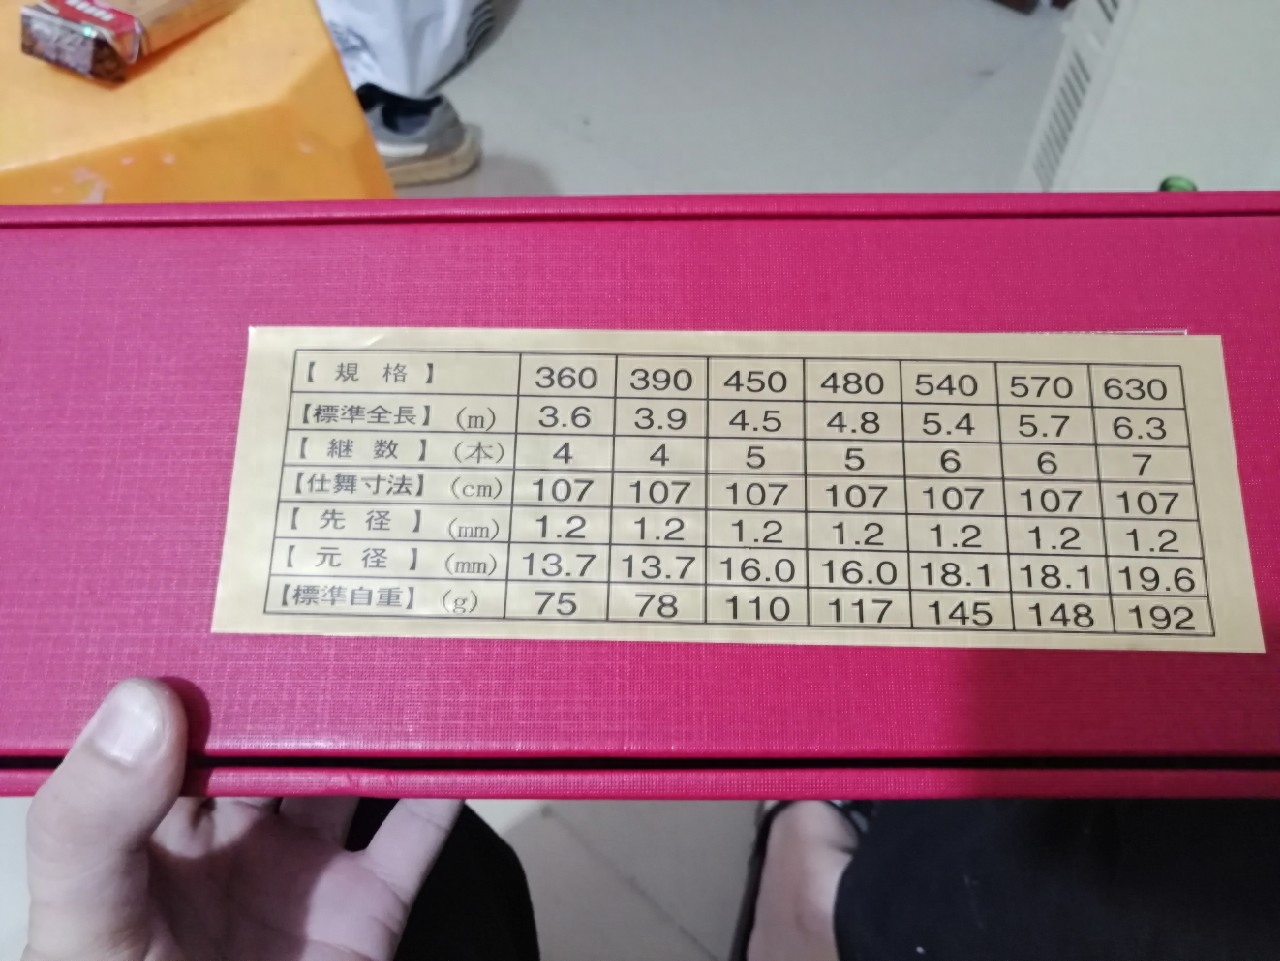 【規格】 360 390 450 480 540 570 630
【標準全長】(m) 3.6 3.9 4.5 4.8 5.4 5.7 6.3
【継数】(本) 4 4 5 5 6 6 7
【仕舞寸法】(cm) 107 107 107 107 107 107 107
【先径】(mm) 1.2 1.2 1.2 1.2 1.2 1.2 1.2
【元径】(mm) 13.7 13.7 16.0 16.0 18.1 18.1 19.6
【標準自重】(g) 75 78 110 117 145 148 192